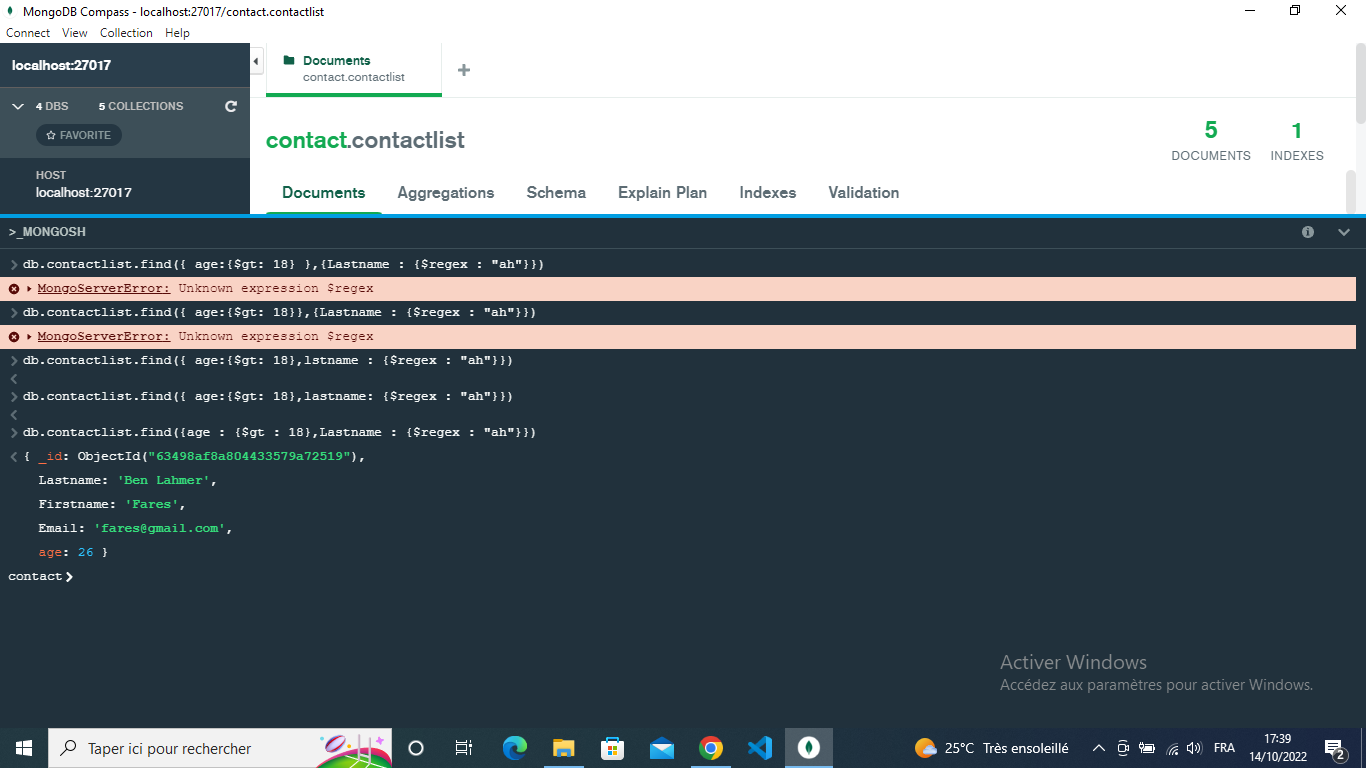 MongoDB Compass - localhost:27017/contact.contactlist
Connect View Collection Help
localhost:27017
Documents
contact.contactlist
4 DBS 5 COLLECTIONS
FAVORITE
HOST
localhost:27017
contact.contactlist
5
DOCUMENTS
1
INDEXES
Documents Aggregations Schema Explain Plan Indexes Validation
>_MONGOSH
db.contactlist.find({ age:{$gt: 18} },{Lastname : {$regex : "ah"}})
MongoServerError: Unknown expression $regex
db.contactlist.find({ age:{$gt: 18}},{Lastname : {$regex : "ah"}})
MongoServerError: Unknown expression $regex
db.contactlist.find({ age:{$gt: 18},lstname : {$regex : "ah"}})
db.contactlist.find({ age:{$gt: 18},lastname: {$regex : "ah"}})
db.contactlist.find({age : {$gt : 18},Lastname : {$regex : "ah"}})
{ _id: ObjectId("63498af8a804433579a72519"),
Lastname: 'Ben Lahmer',
Firstname: 'Fares',
Email: 'fares@gmail.com',
age: 26 }
contact>
Activer Windows
Accédez aux paramètres pour activer Windows.
Taper ici pour rechercher
25°C Très ensoleillé
FRA
17:39
14/10/2022
2